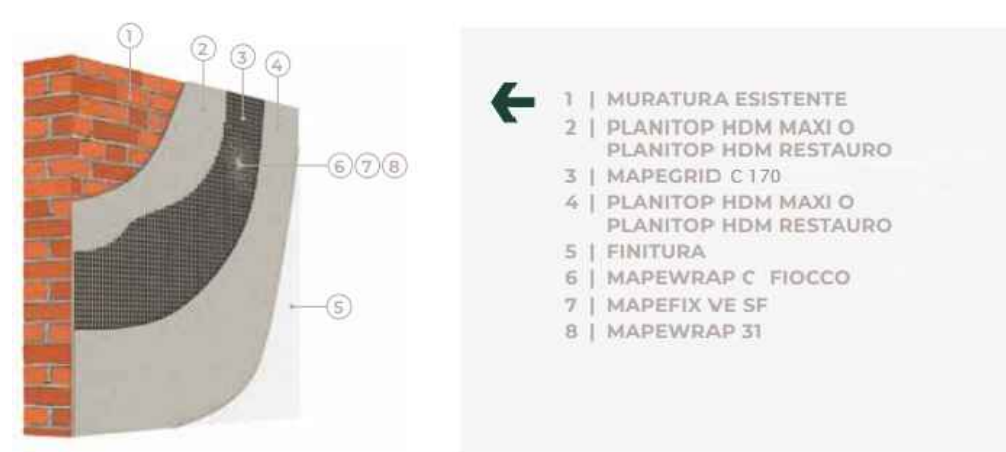 1
2
3
4
6 7 8
5
1 | MURATURA ESISTENTE
2 | PLANITOP HDM MAXI O
PLANITOP HDM RESTAURO
3 | MAPEGRID C 170
4 | PLANITOP HDM MAXI O
PLANITOP HDM RESTAURO
5 | FINITURA
6 | MAPEWRAP C FIOCCO
7 | MAPEFIX VE SF
8 | MAPEWRAP 31